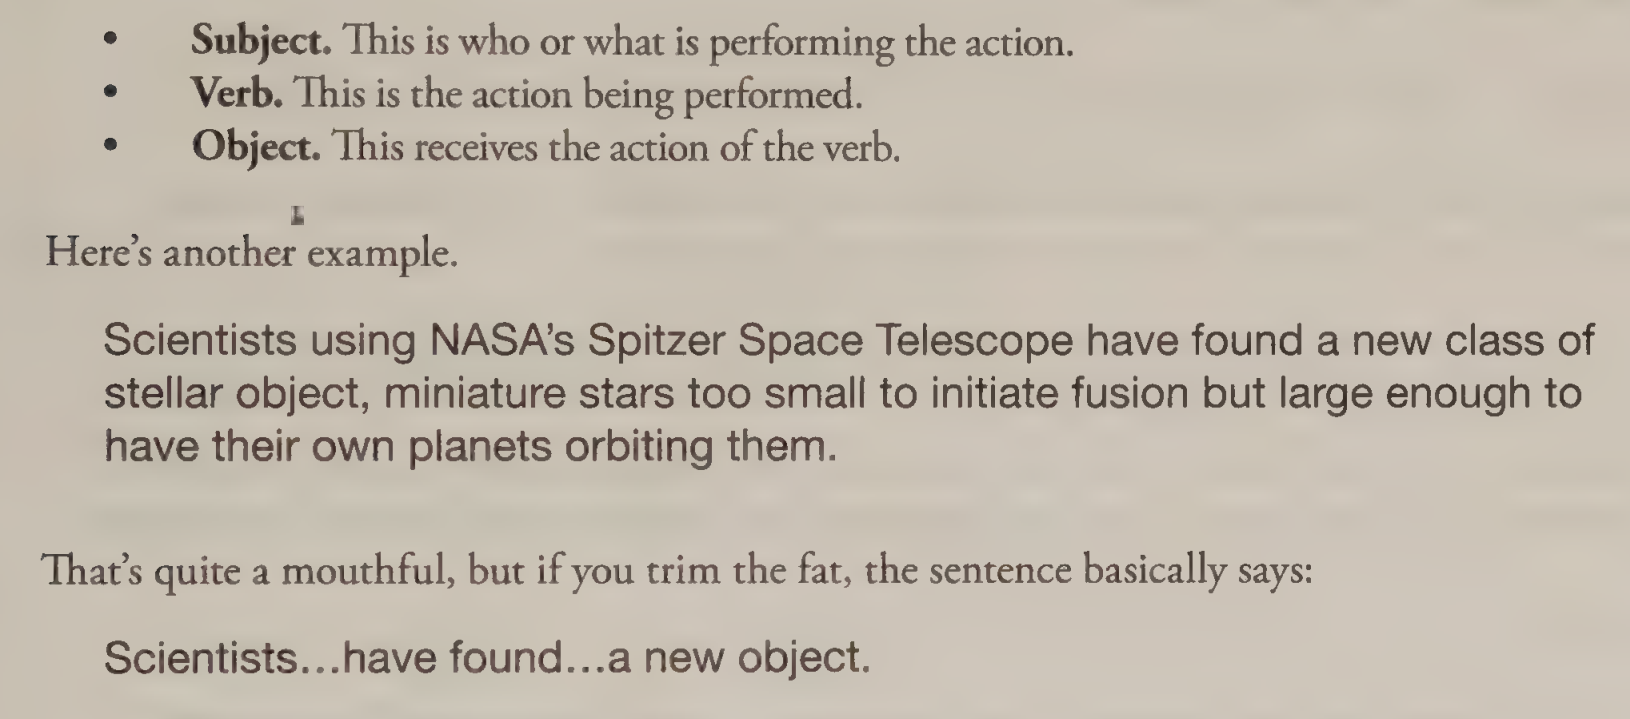 • Subject. This is who or what is performing the action.
• Verb. This is the action being performed.
• Object. This receives the action of the verb.
Here's another example.
Scientists using NASA's Spitzer Space Telescope have found a new class of
stellar object, miniature stars too small to initiate fusion but large enough to
have their own planets orbiting them.
That's quite a mouthful, but if you trim the fat, the sentence basically says:
Scientists...have found...a new object.